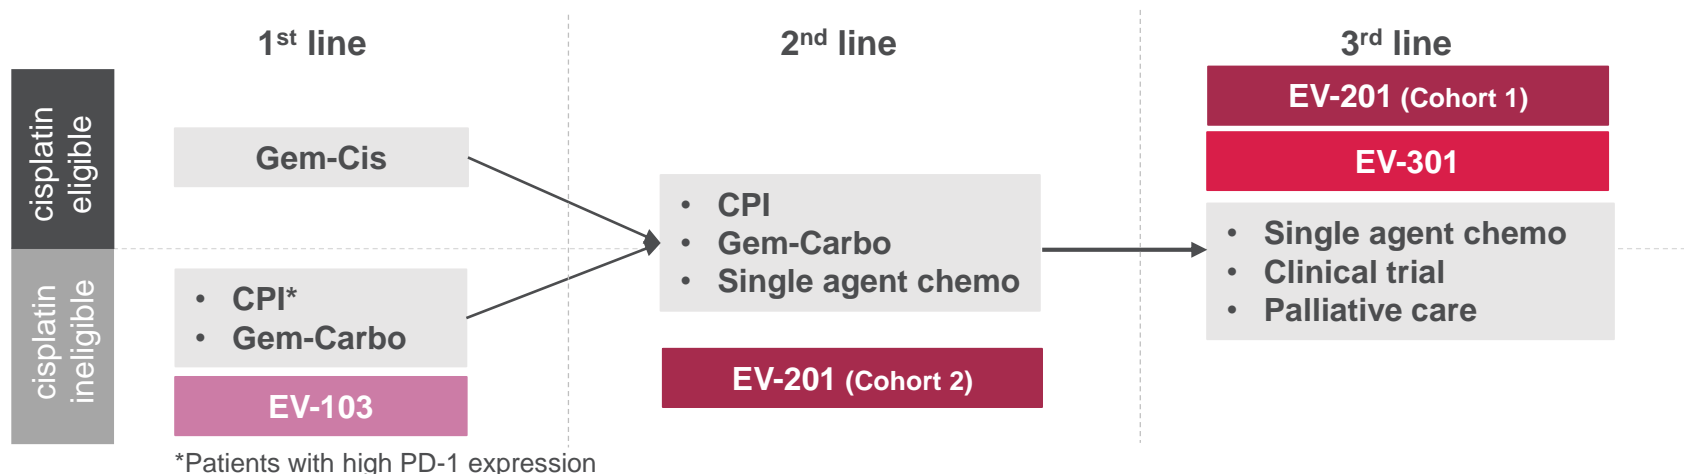 1st line
2nd line
3rd line
cisplatin
eligible
cisplatin
ineligible
Gem-Cis
• CPI*
• Gem-Carbo
EV-103
*Patients with high PD-1 expression
• CPI
• Gem-Carbo
• Single agent chemo
EV-201 (Cohort 2)
EV-201 (Cohort 1)
EV-301
• Single agent chemo
• Clinical trial
• Palliative care